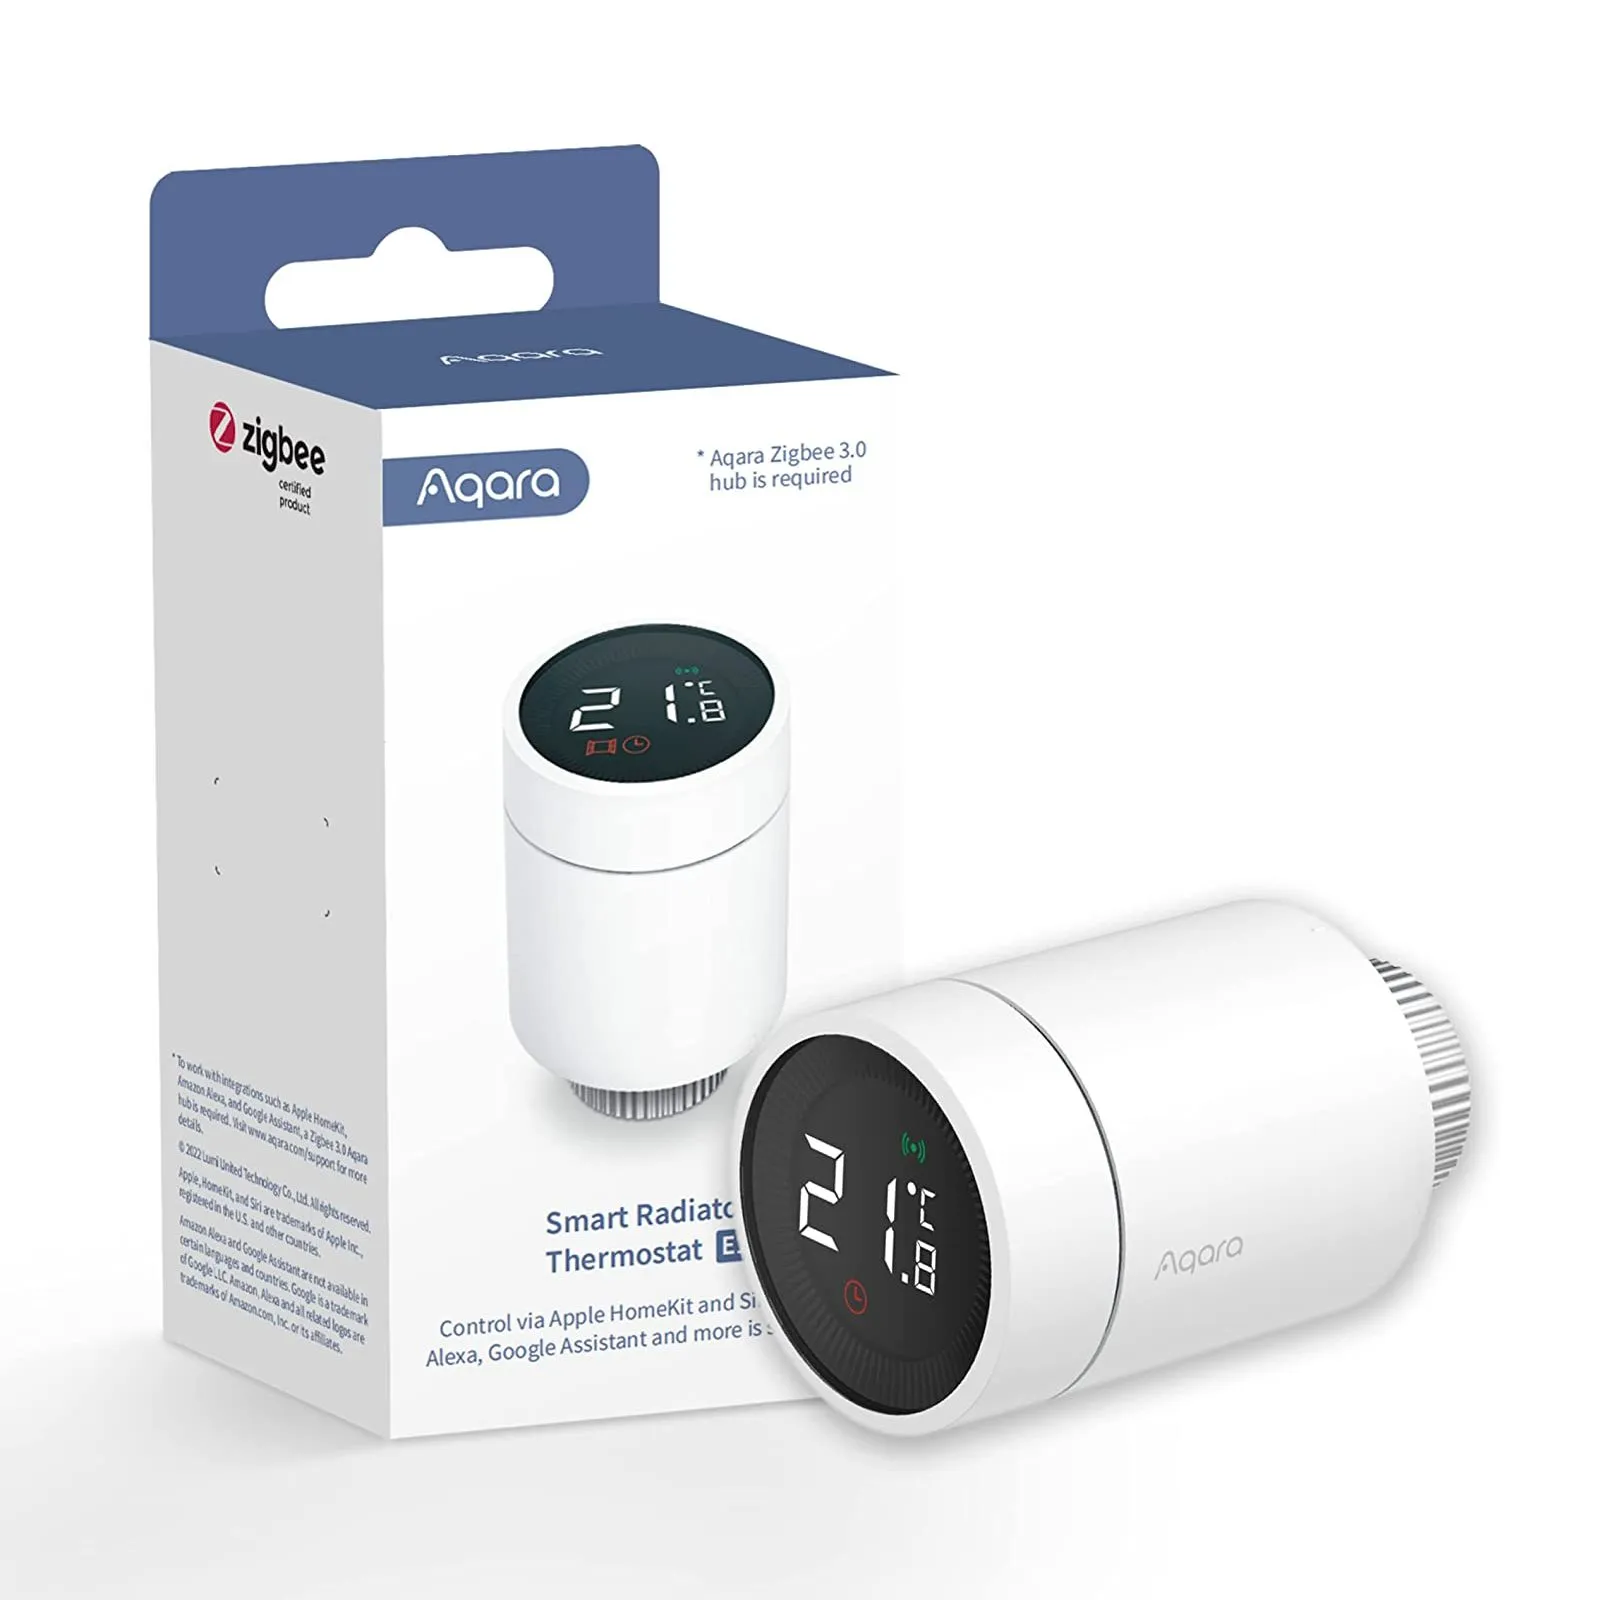 Aqara
zigbee
certified
product
Aqara
* Aqara Zigbee 3.0
hub is required
21.8
°C
Smart Radiato
Thermostat E
Control via Apple HomeKit and Si
Alexa, Google Assistant and more is s
* To work with integrations such as Apple HomeKit,
Amazon Alexa, and Google Assistant, a Zigbee 3.0 Aqara
hub is required. Visit www.aqara.com/support for more
details.
© 2022 Lumi United Technology Co., Ltd. All rights reserved.
Apple, HomeKit, and Siri are trademarks of Apple Inc.,
registered in the U.S. and other countries.
Amazon Alexa and Google Assistant are not available in
certain languages and countries. Google is a trademark
of Google LLC. Amazon, Alexa and all related logos are
trademarks of Amazon.com, Inc. or its affiliates.
21.8
Aqara